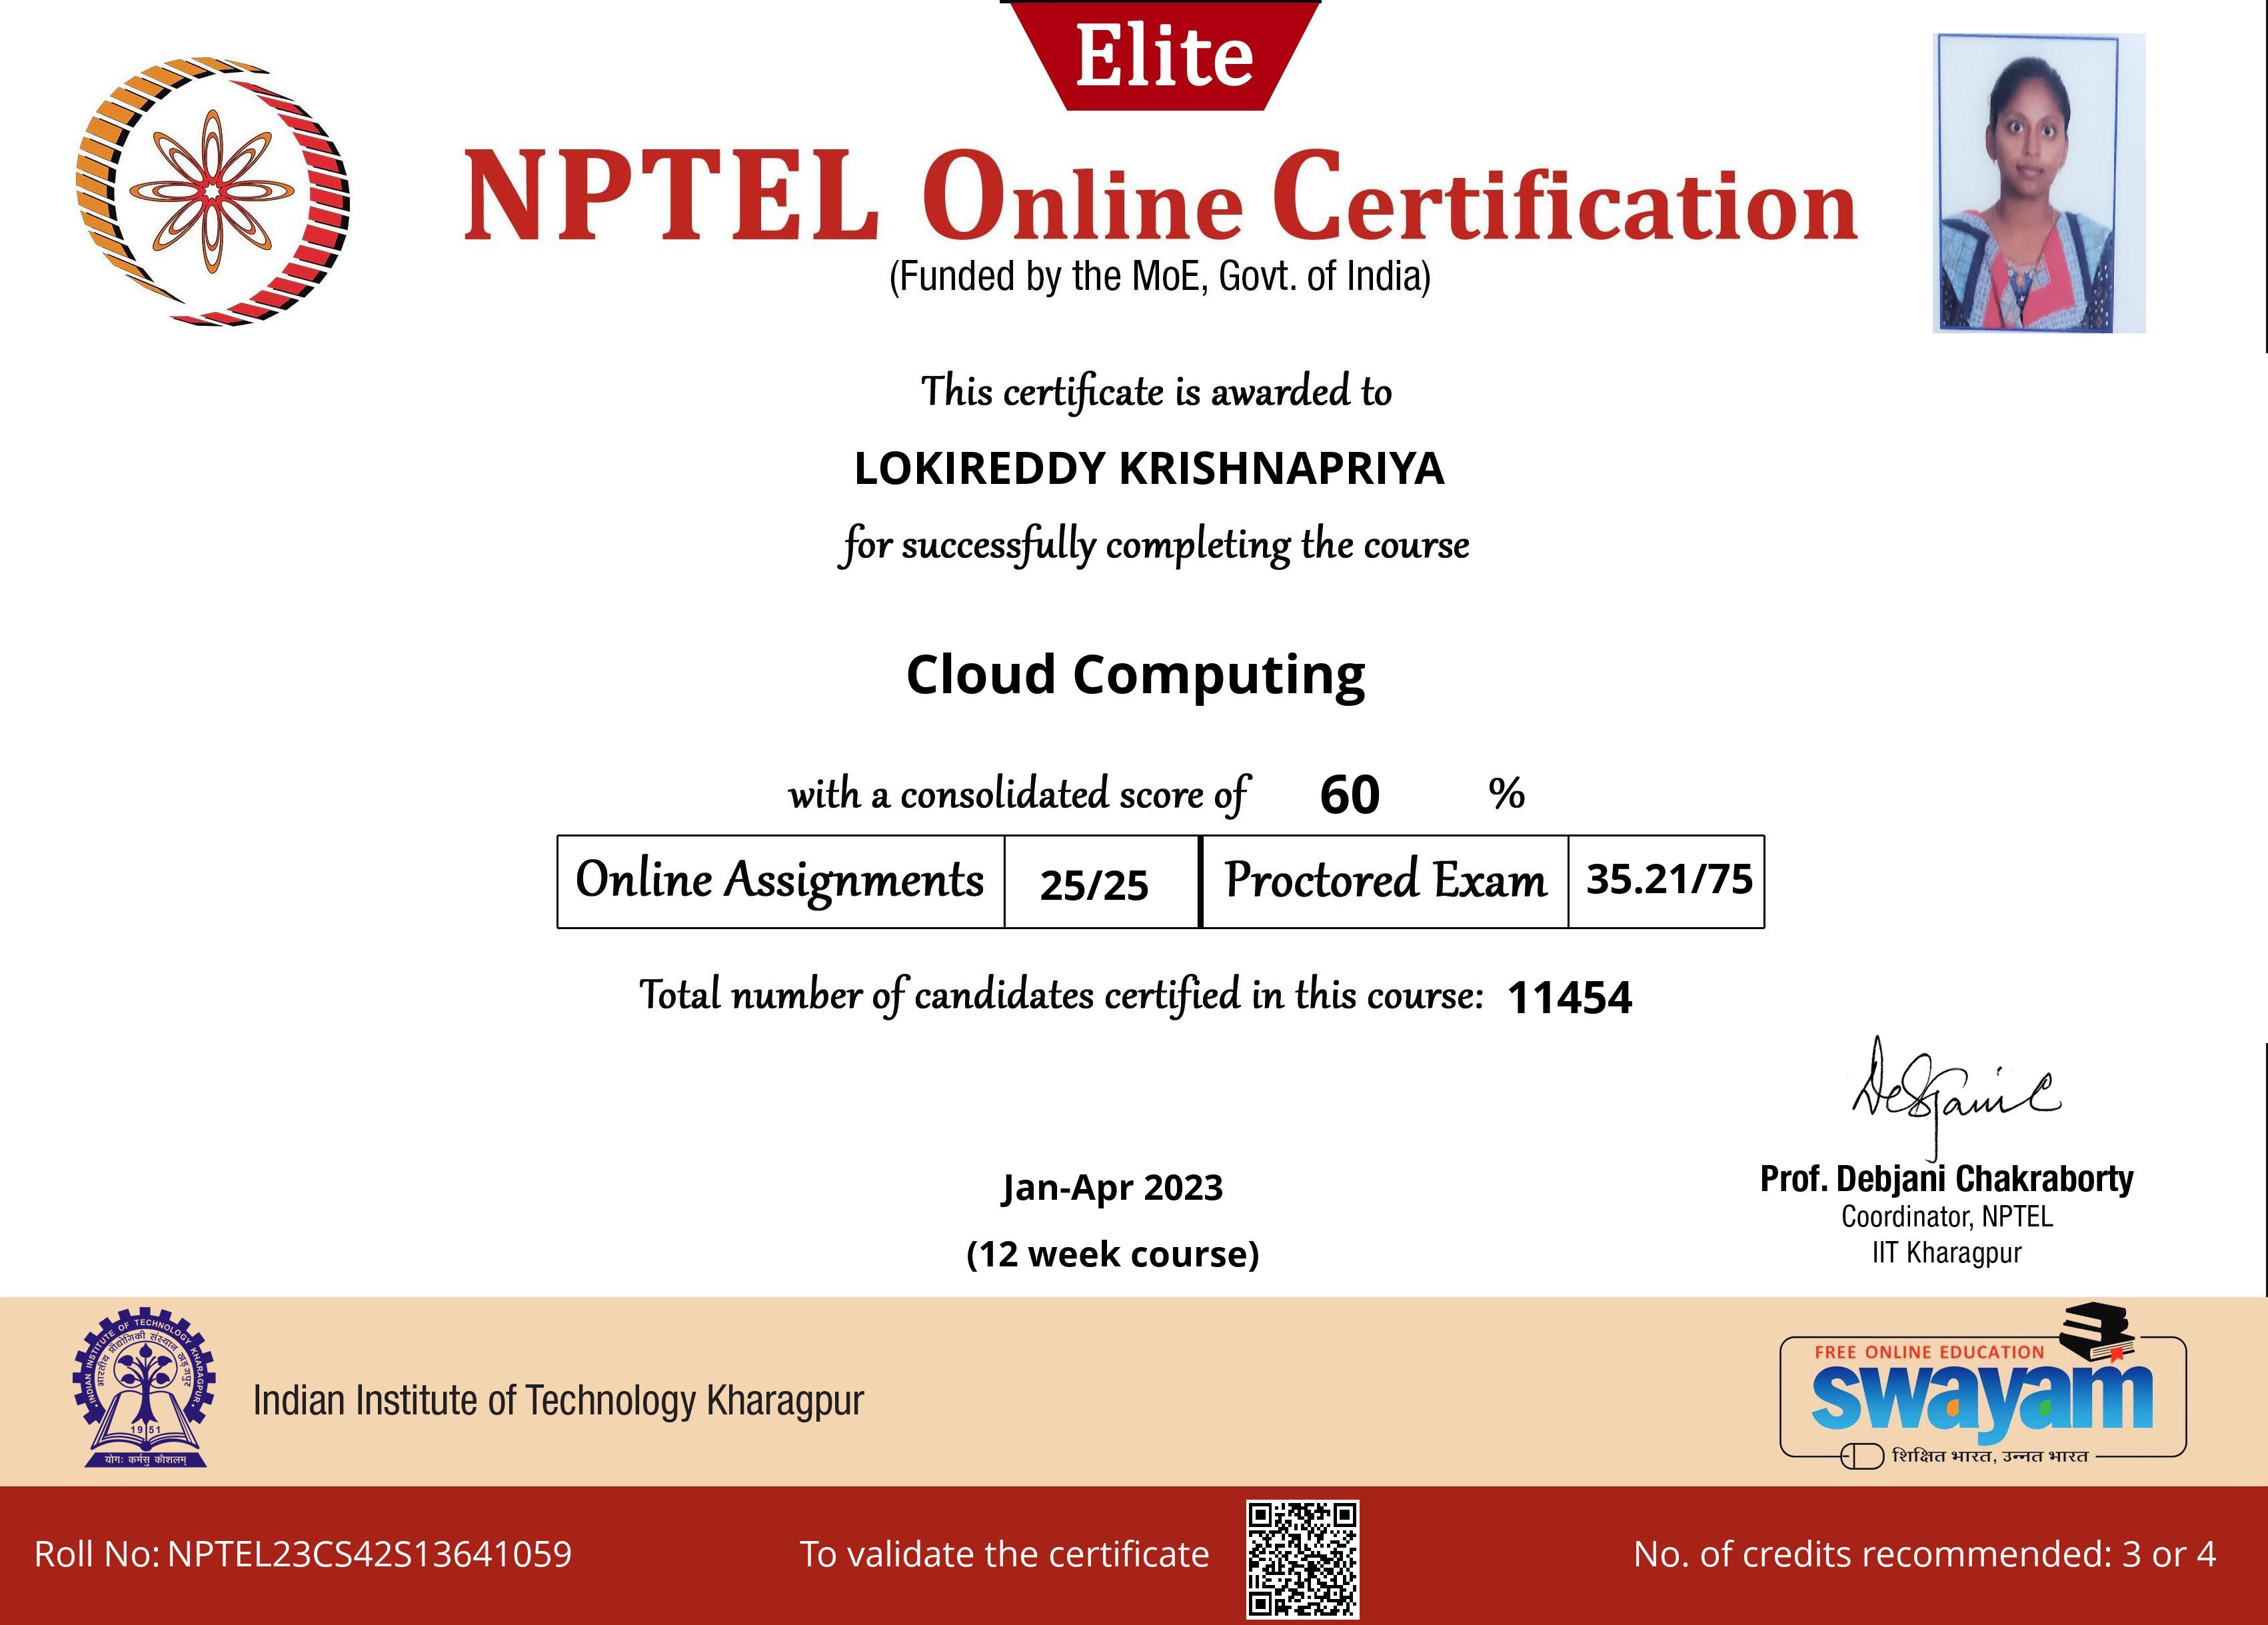 Elite
NPTEL Online Certification
(Funded by the MoE, Govt. of India)
This certificate is awarded to
LOKIREDDY KRISHNAPRIYA
for successfully completing the course
Cloud Computing
with a consolidated score of 60 %
Online Assignments 25/25 Proctored Exam 35.21/75
Total number of candidates certified in this course: 11454
Debjani C
Prof. Debjani Chakraborty
Coordinator, NPTEL
IIT Kharagpur
Jan-Apr 2023
(12 week course)
INDIAN INSTITUTE OF TECHNOLOGY KHARAGPUR
भारतीय प्रौद्योगिकी संस्थान खड़गपुर
1951
योगः कर्मसु कौशलम्
Indian Institute of Technology Kharagpur
FREE ONLINE EDUCATION
swayam
शिक्षित भारत, उन्नत भारत
Roll No: NPTEL23CS42S13641059
To validate the certificate
No. of credits recommended: 3 or 4